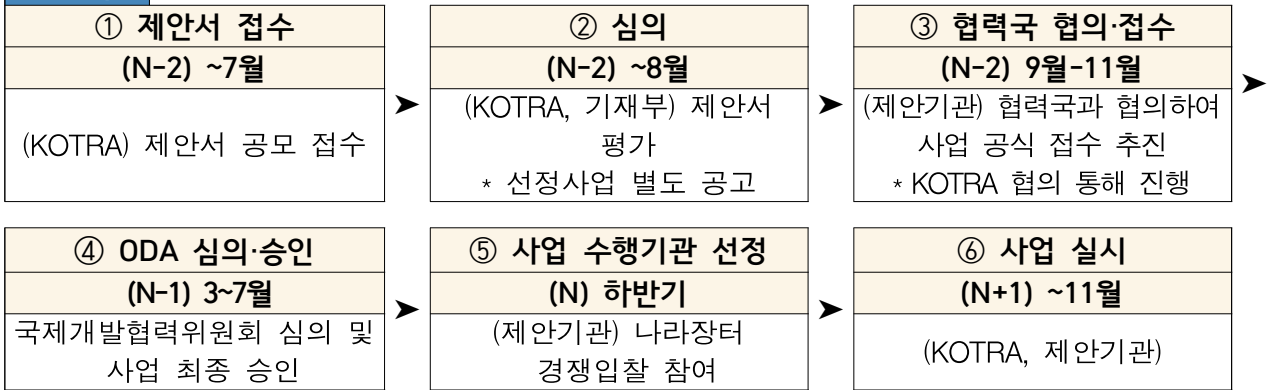 ① 제안서 접수
(N-2) ~7월
(KOTRA) 제안서 공모 접수
➤
② 심의
(N-2) ~8월
(KOTRA, 기재부) 제안서
평가
* 선정사업 별도 공고
➤
③ 협력국 협의·접수
(N-2) 9월-11월
(제안기관) 협력국과 협의하여
사업 공식 접수 추진
* KOTRA 협의 통해 진행
➤
④ ODA 심의·승인
(N-1) 3~7월
국제개발협력위원회 심의 및
사업 최종 승인
➤
⑤ 사업 수행기관 선정
(N) 하반기
(제안기관) 나라장터
경쟁입찰 참여
➤
⑥ 사업 실시
(N+1) ~11월
(KOTRA, 제안기관)